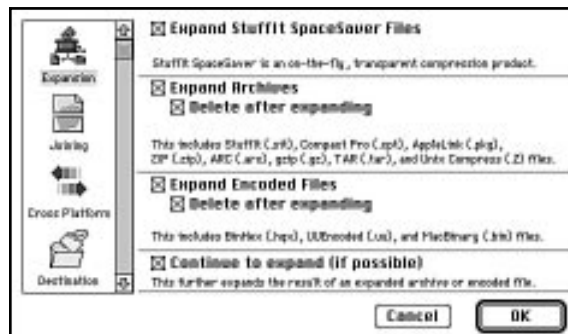 Expansion
Joining
Cross Platform
Destination
Expand StuffIt SpaceSaver Files
StuffIt SpaceSaver is an on-the-fly, transparent compression product.
Expand Archives
Delete after expanding
This includes StuffIt (.sit), Compact Pro (.cpt), AppleLink (.pkg),
ZIP (.zip), ARC (.arc), gzip (.gz), TAR (.tar), and Unix Compress (.Z) files.
Expand Encoded Files
Delete after expanding
This includes BinHex (.hqx), UUEncoded (.uu), and MacBinary (.bin) files.
Continue to expand (if possible)
This further expands the result of an expanded archive or encoded file.
Cancel
OK